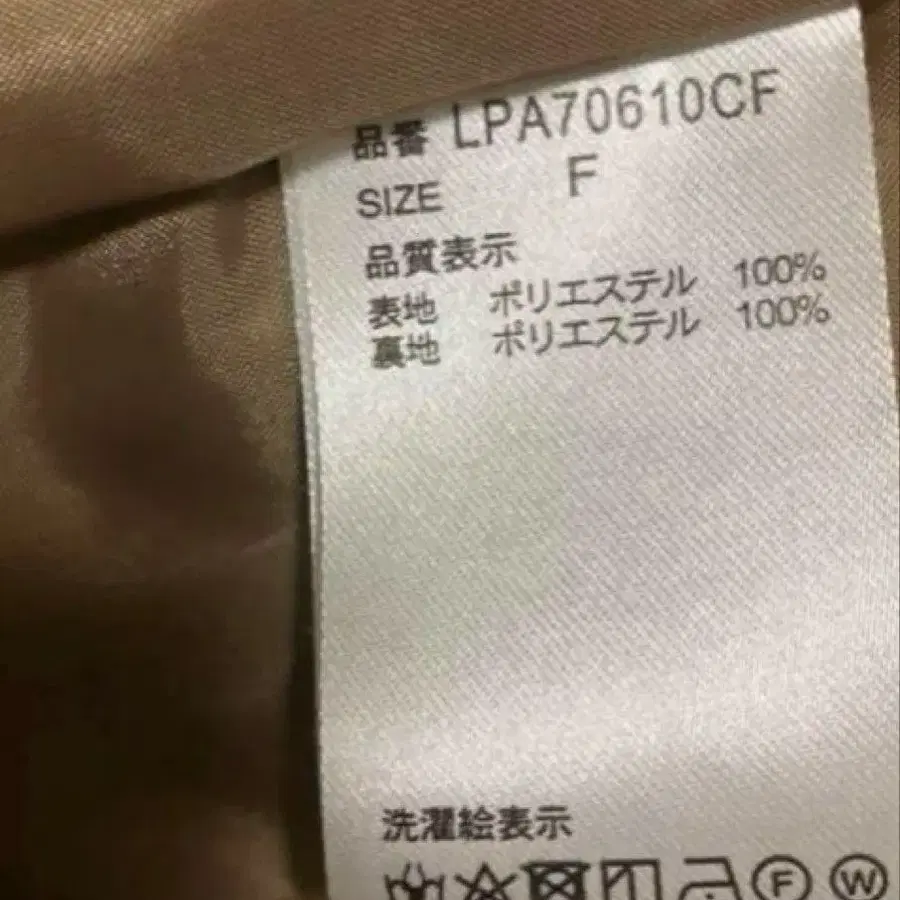 品番 LPA70610CF
SIZE F
品質表示
表地 ポリエステル 100%
裏地 ポリエステル 100%
洗濯絵表示
F W